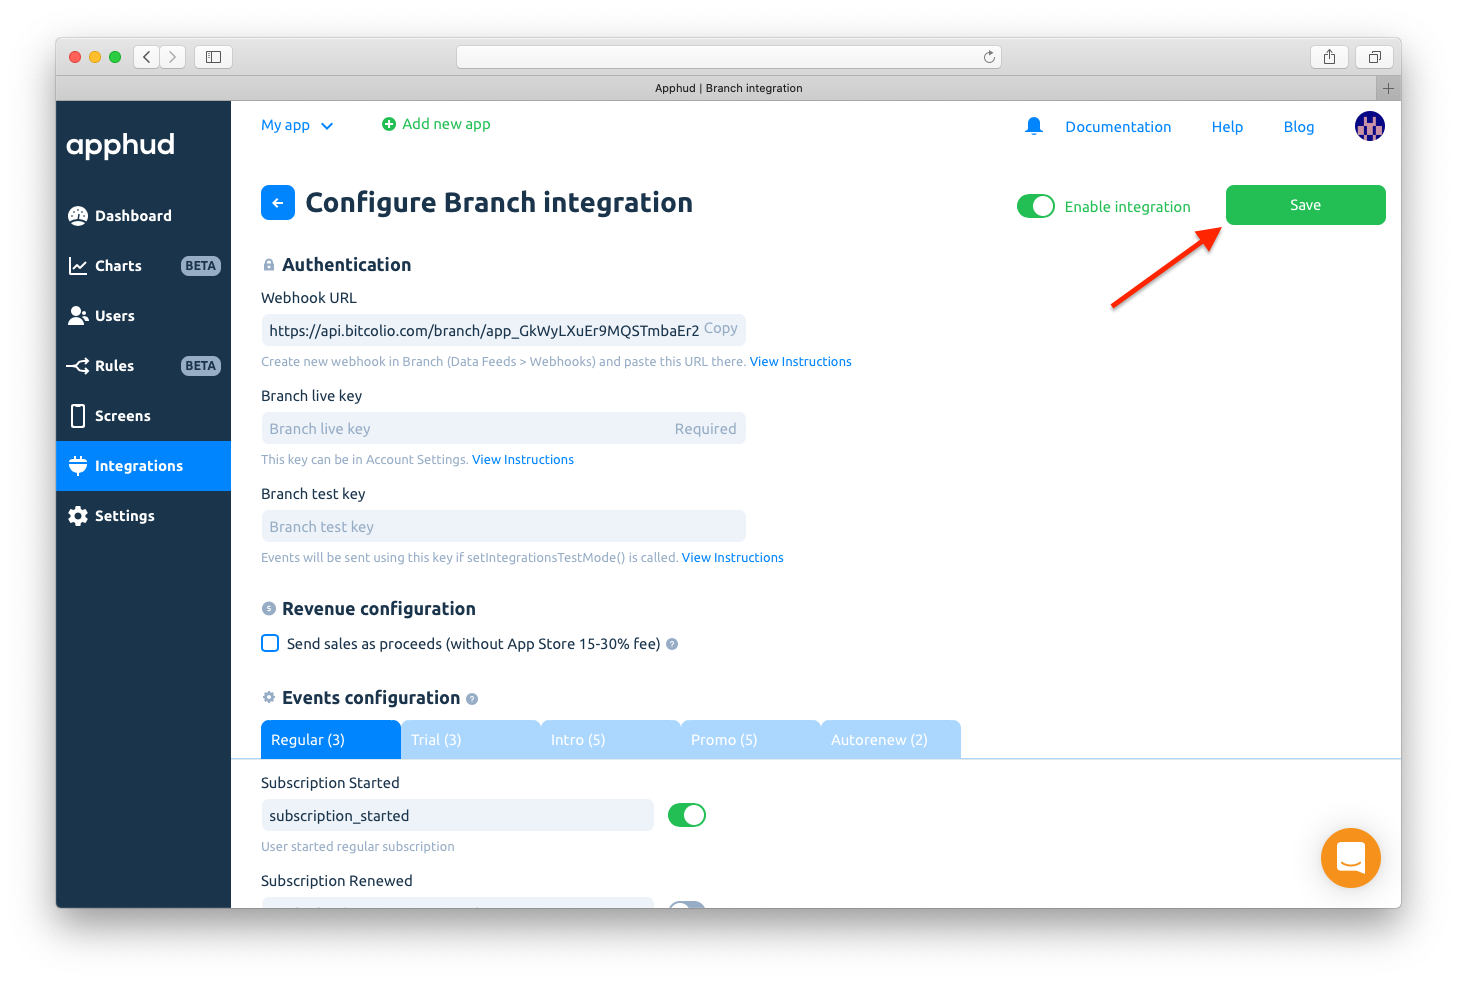 Apphud | Branch integration
apphud
My app
Add new app
Documentation
Help
Blog
Dashboard
Charts BETA
Users
Rules BETA
Screens
Integrations
Settings
Configure Branch integration
Enable integration
Save
Authentication
Webhook URL
https://api.bitcolio.com/branch/app_GkWyLXuEr9MQSTmbaEr2 Copy
Create new webhook in Branch (Data Feeds > Webhooks) and paste this URL there. View Instructions
Branch live key
Branch live key Required
This key can be in Account Settings. View Instructions
Branch test key
Branch test key
Events will be sent using this key if setIntegrationsTestMode() is called. View Instructions
Revenue configuration
Send sales as proceeds (without App Store 15-30% fee) ?
Events configuration ?
Regular (3) Trial (3) Intro (5) Promo (5) Autorenew (2)
Subscription Started
subscription_started
User started regular subscription
Subscription Renewed